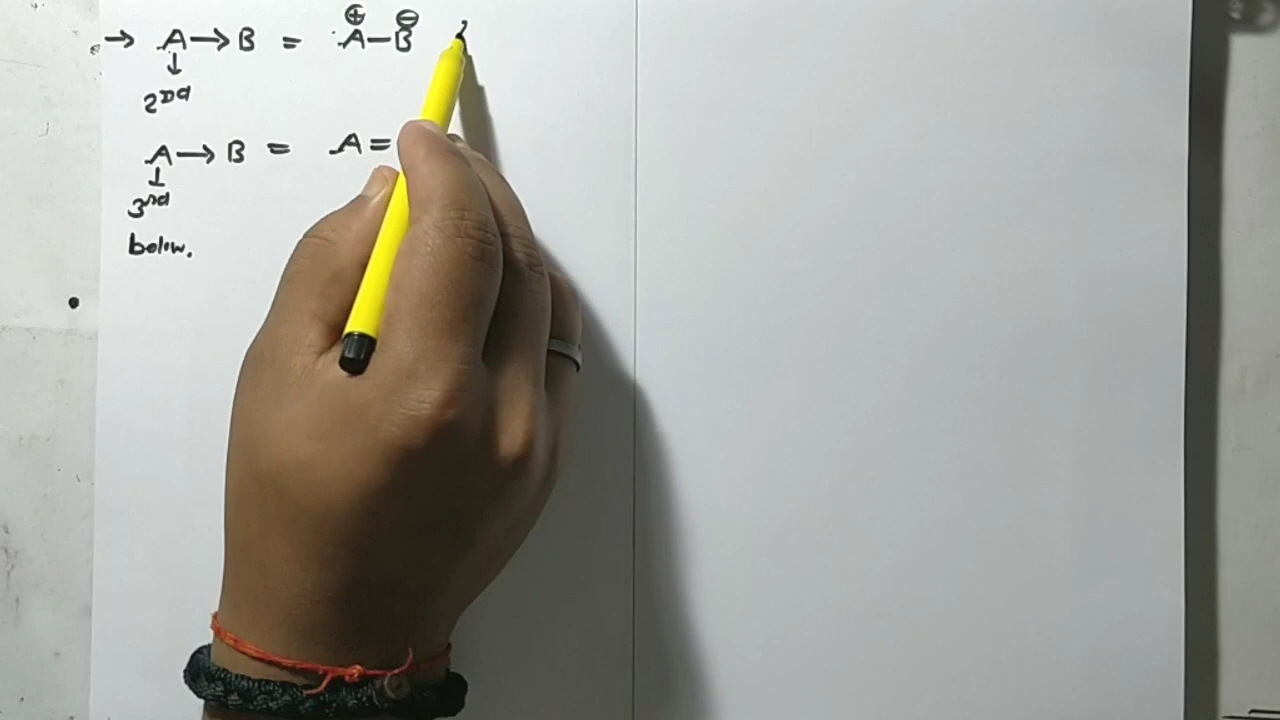 → A → B = A⊕–B⊖
↓
2nd
A → B = A=
↓
3rd
below.